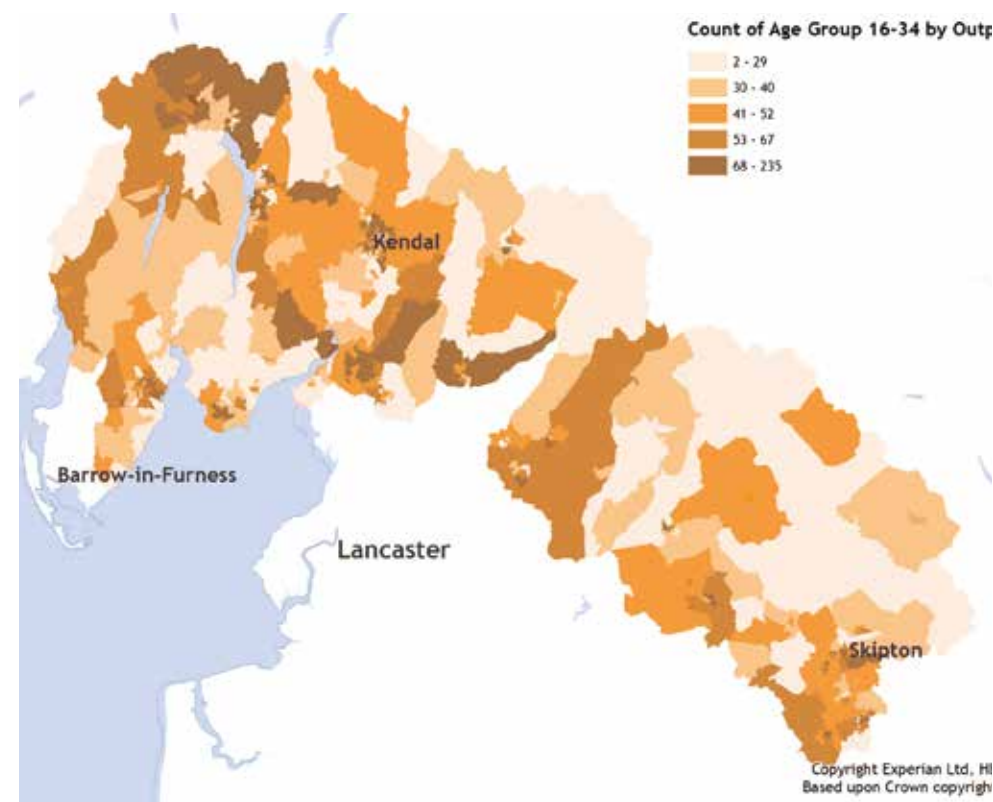 Count of Age Group 16-34 by Outp
2 - 29
30 - 40
41 - 52
53 - 67
68 - 235
Kendal
Barrow-in-Furness
Lancaster
Skipton
Copyright Experian Ltd, HI
Based upon Crown copyrigh